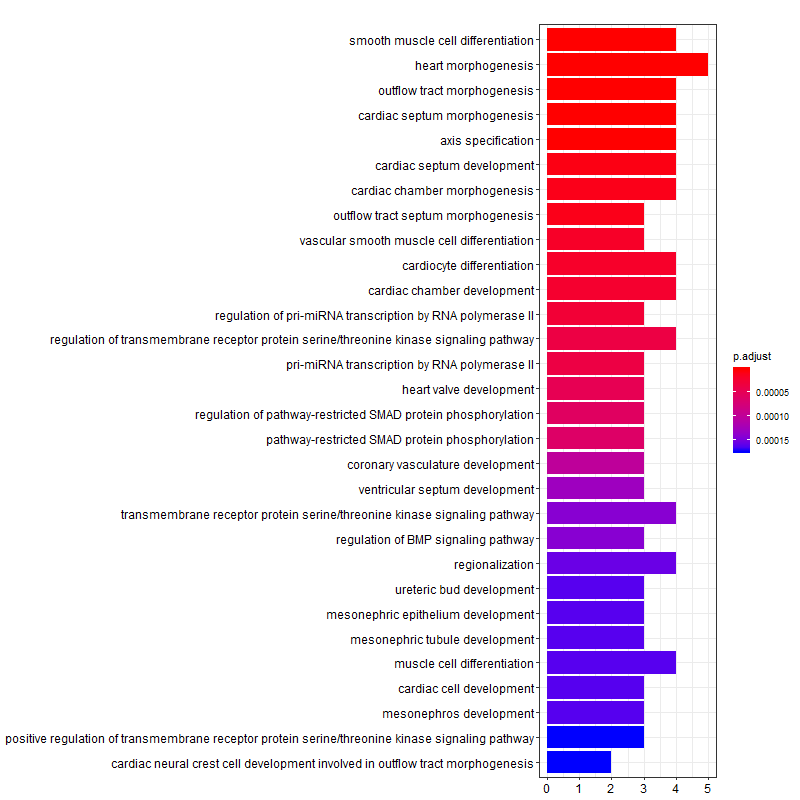 smooth muscle cell differentiation
heart morphogenesis
outflow tract morphogenesis
cardiac septum morphogenesis
axis specification
cardiac septum development
cardiac chamber morphogenesis
outflow tract septum morphogenesis
vascular smooth muscle cell differentiation
cardiocyte differentiation
cardiac chamber development
regulation of pri-miRNA transcription by RNA polymerase II
regulation of transmembrane receptor protein serine/threonine kinase signaling pathway
pri-miRNA transcription by RNA polymerase II
heart valve development
regulation of pathway-restricted SMAD protein phosphorylation
pathway-restricted SMAD protein phosphorylation
coronary vasculature development
ventricular septum development
transmembrane receptor protein serine/threonine kinase signaling pathway
regulation of BMP signaling pathway
regionalization
ureteric bud development
mesonephric epithelium development
mesonephric tubule development
muscle cell differentiation
cardiac cell development
mesonephros development
positive regulation of transmembrane receptor protein serine/threonine kinase signaling pathway
cardiac neural crest cell development involved in outflow tract morphogenesis
0 1 2 3 4 5
p.adjust
0.00005
0.00010
0.00015